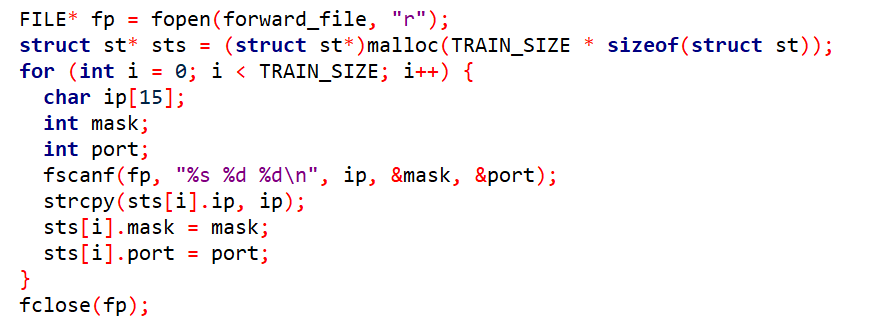 FILE* fp = fopen(forward_file, "r");
struct st* sts = (struct st*)malloc(TRAIN_SIZE * sizeof(struct st));
for (int i = 0; i < TRAIN_SIZE; i++) {
  char ip[15];
  int mask;
  int port;
  fscanf(fp, "%s %d %d\n", ip, &mask, &port);
  strcpy(sts[i].ip, ip);
  sts[i].mask = mask;
  sts[i].port = port;
}
fclose(fp);